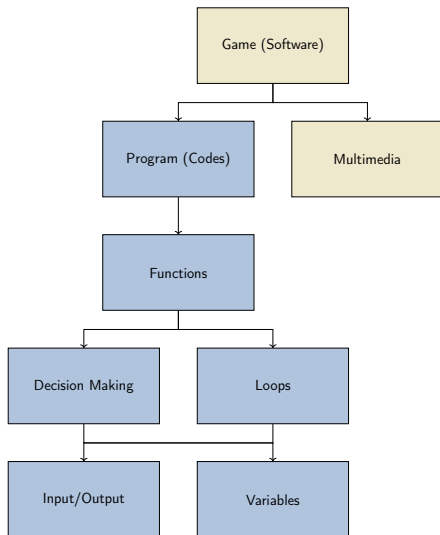 Game (Software)
Program (Codes)
Multimedia
Functions
Decision Making
Loops
Input/Output
Variables